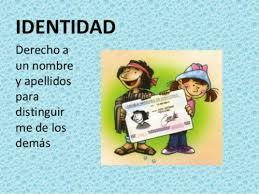 IDENTIDAD
Derecho a
un nombre
y apellidos
para
distinguir
me de los
demás